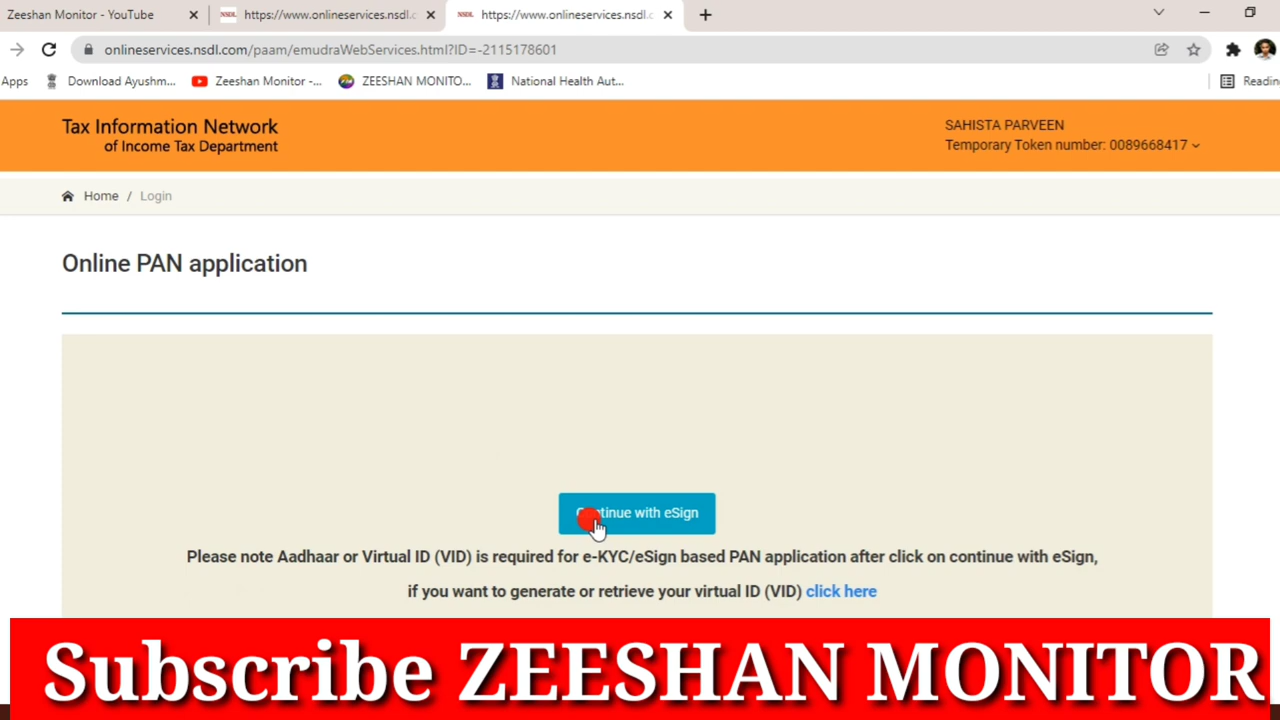 Zeeshan Monitor - YouTube
NSDL https://www.onlineservices.nsdl.c
NSDL https://www.onlineservices.nsdl.c
onlineservices.nsdl.com/paam/emudraWebServices.html?ID=-2115178601
Apps Download Ayushm... Zeeshan Monitor -... ZEESHAN MONITO... National Health Aut... Readin
Tax Information Network
of Income Tax Department
SAHISTA PARVEEN
Temporary Token number: 0089668417
Home / Login
Online PAN application
Continue with eSign
Please note Aadhaar or Virtual ID (VID) is required for e-KYC/eSign based PAN application after click on continue with eSign,
if you want to generate or retrieve your virtual ID (VID) click here
Subscribe ZEESHAN MONITOR